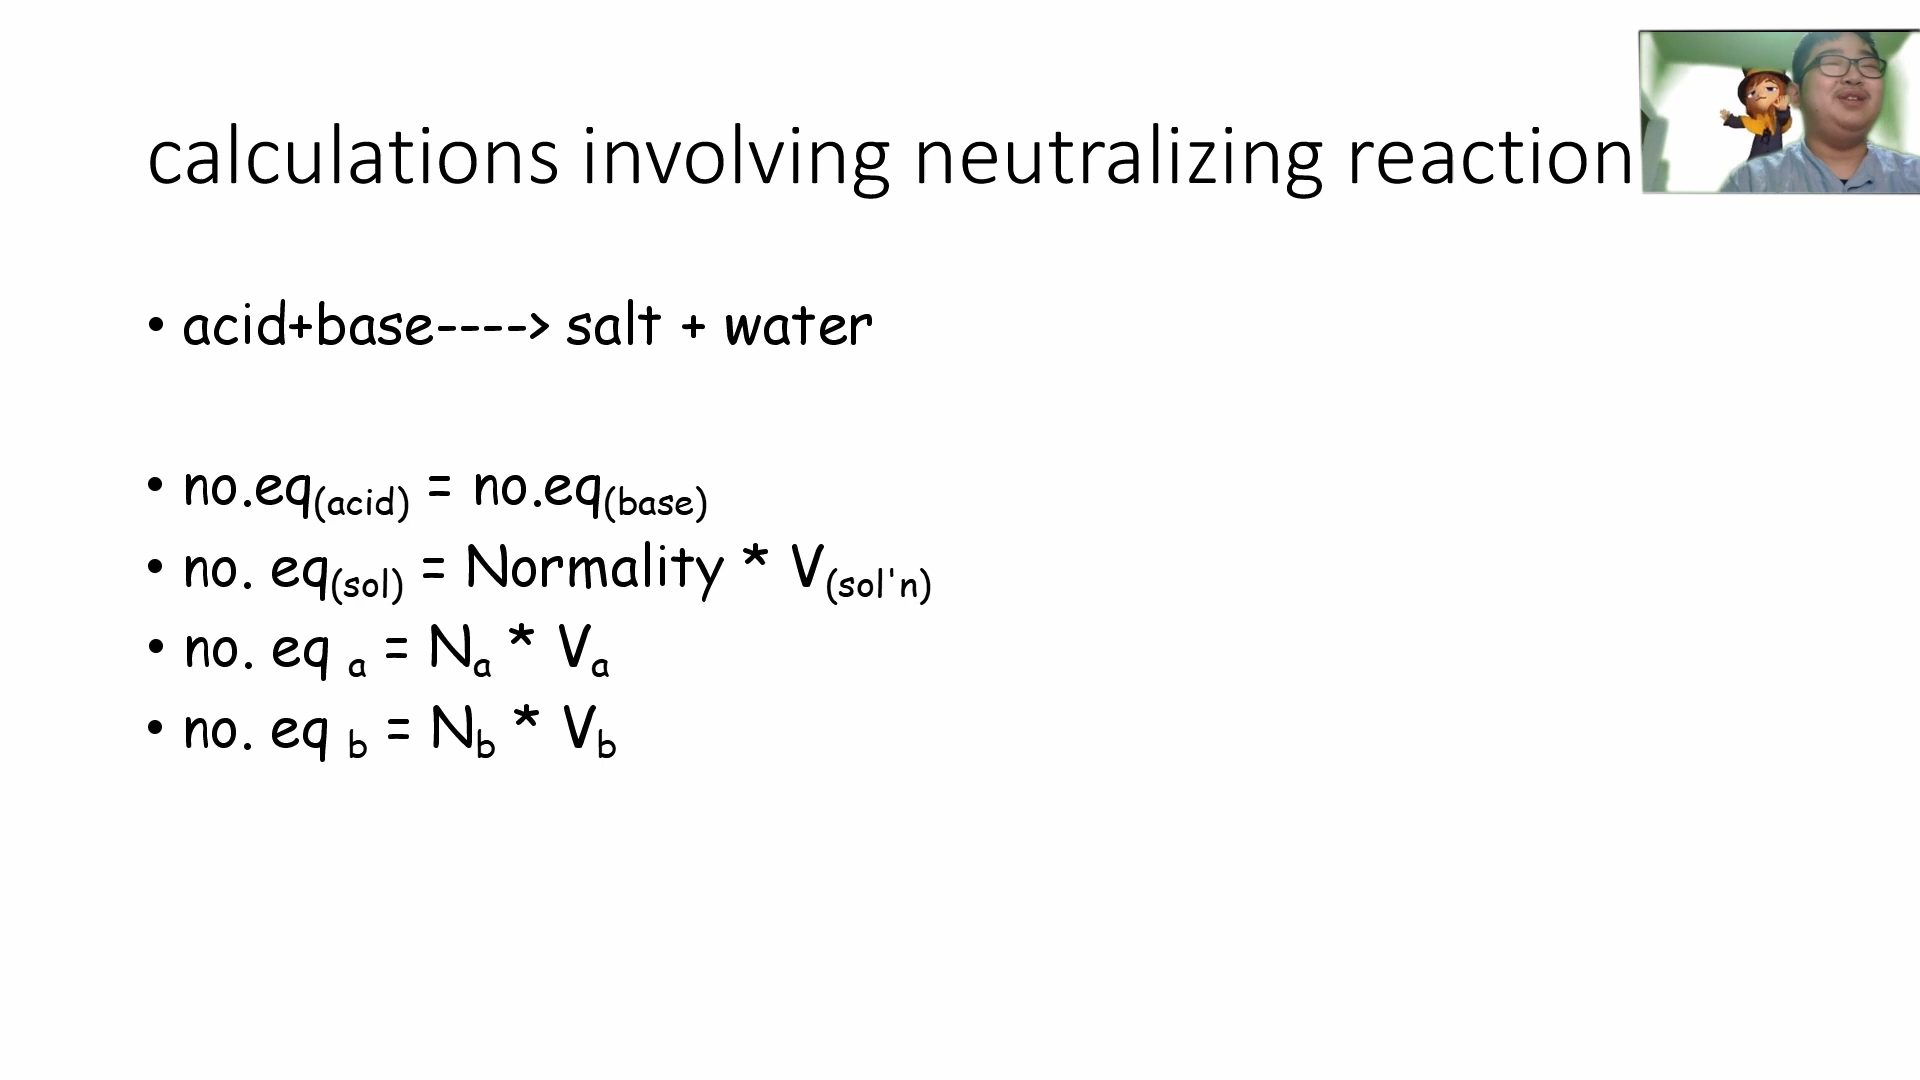 calculations involving neutralizing reaction
• acid+base----> salt + water
• no.eq(acid) = no.eq(base)
• no. eq(sol) = Normality * V(sol'n)
• no. eq a = Na * Va
• no. eq b = Nb * Vb